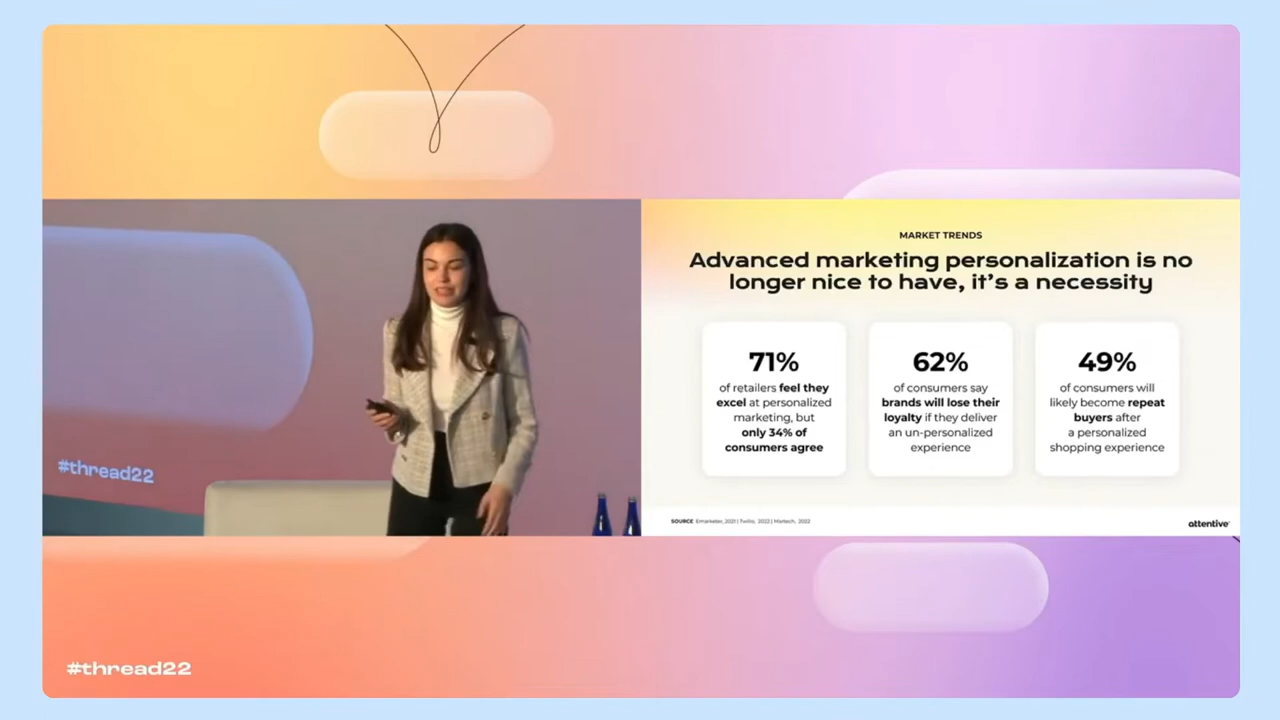 #thread22
MARKET TRENDS
Advanced marketing personalization is no
longer nice to have, it's a necessity
71%
of retailers feel they
excel at personalized
marketing, but
only 34% of
consumers agree
62%
of consumers say
brands will lose their
loyalty if they deliver
an un-personalized
experience
49%
of consumers will
likely become repeat
buyers after
a personalized
shopping experience
SOURCE Emarketer, 2021 | Twilio, 2022 | Martech, 2022
attentive
#thread22